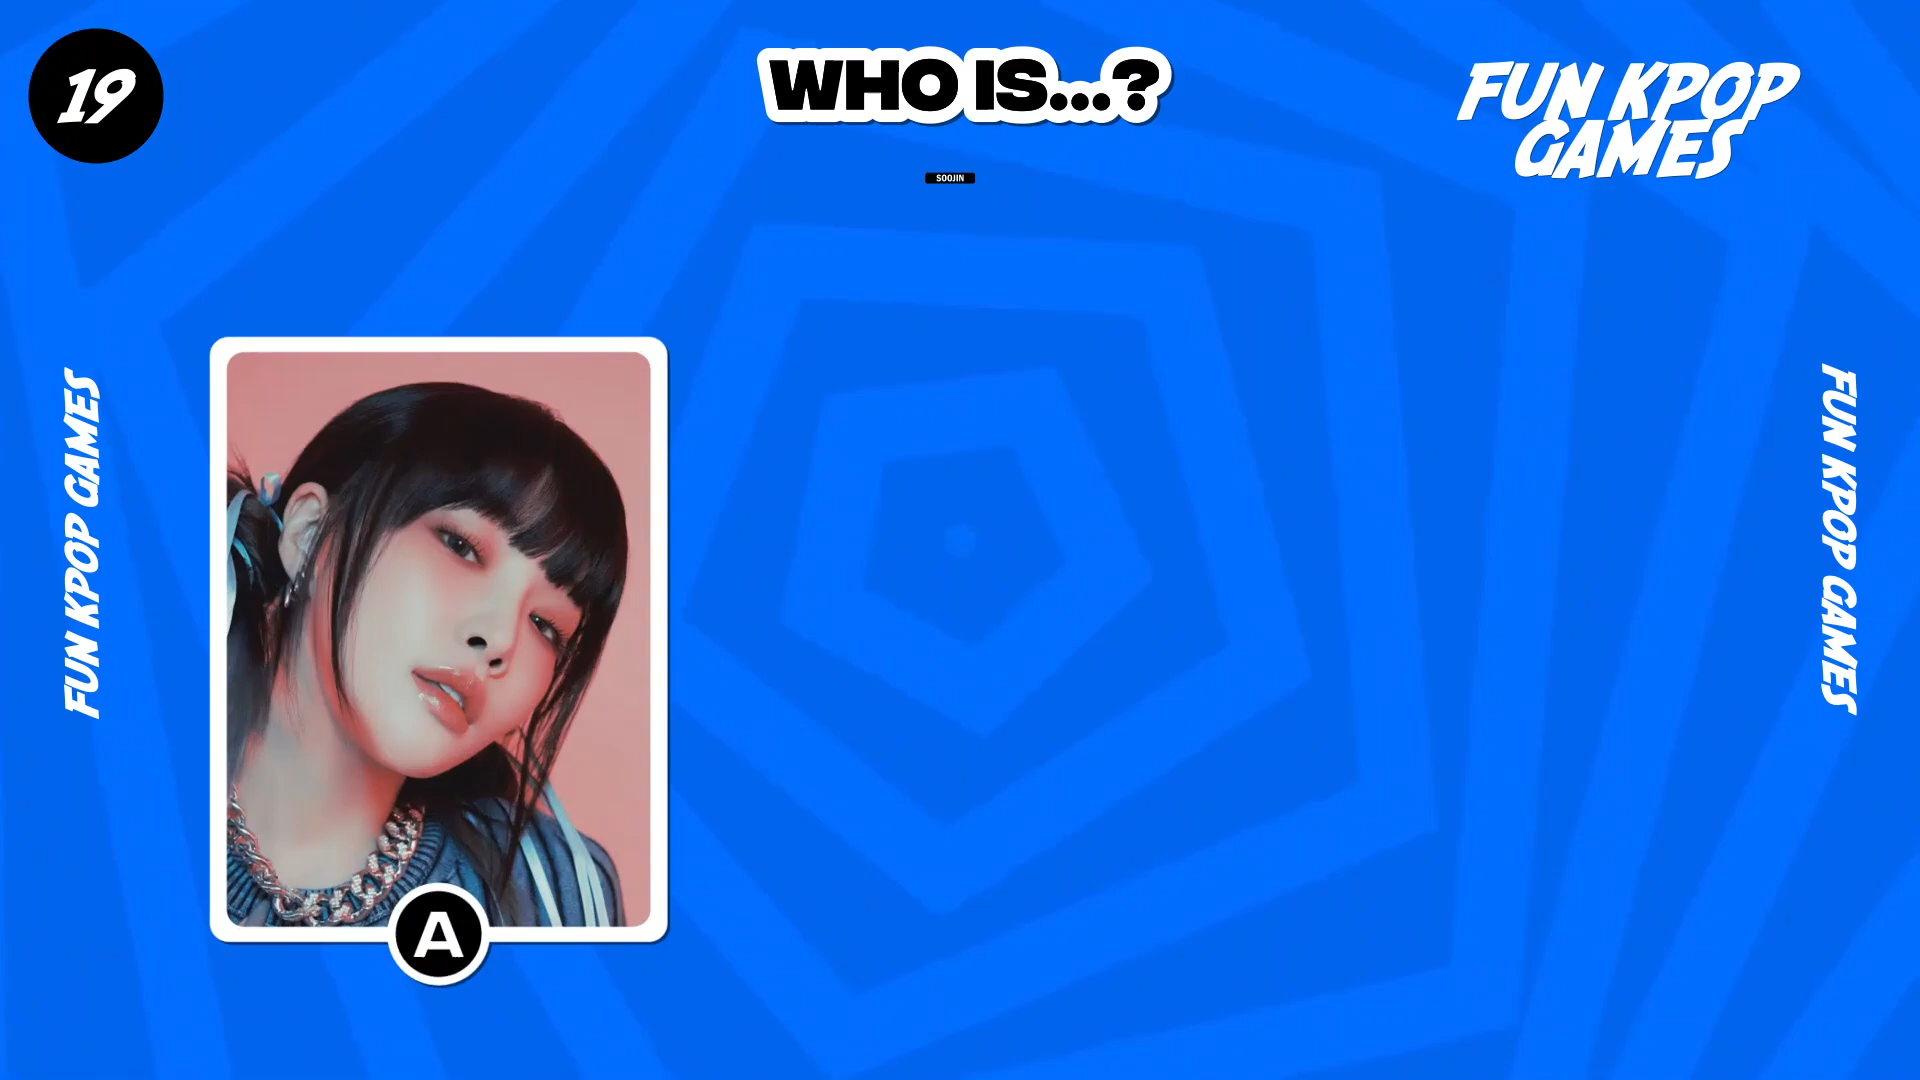 19
WHO IS...?
FUN KPOP
GAMES
SOOJIN
FUN KPOP GAMES
FUN KPOP GAMES
A